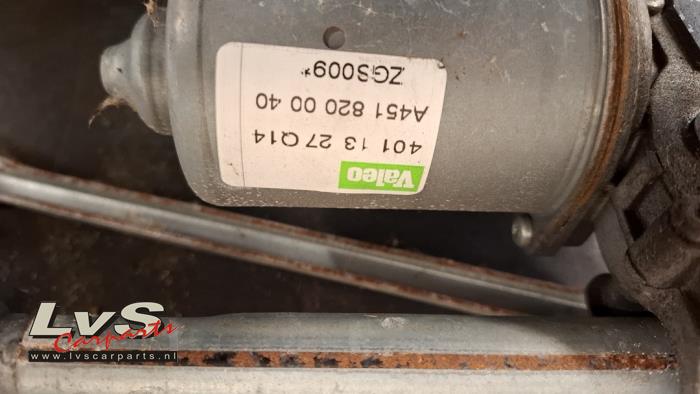 Valeo
401 13 27Q14
A451 820 00 40
ZGS009*
LvS
Carparts
www.lvscarparts.nl